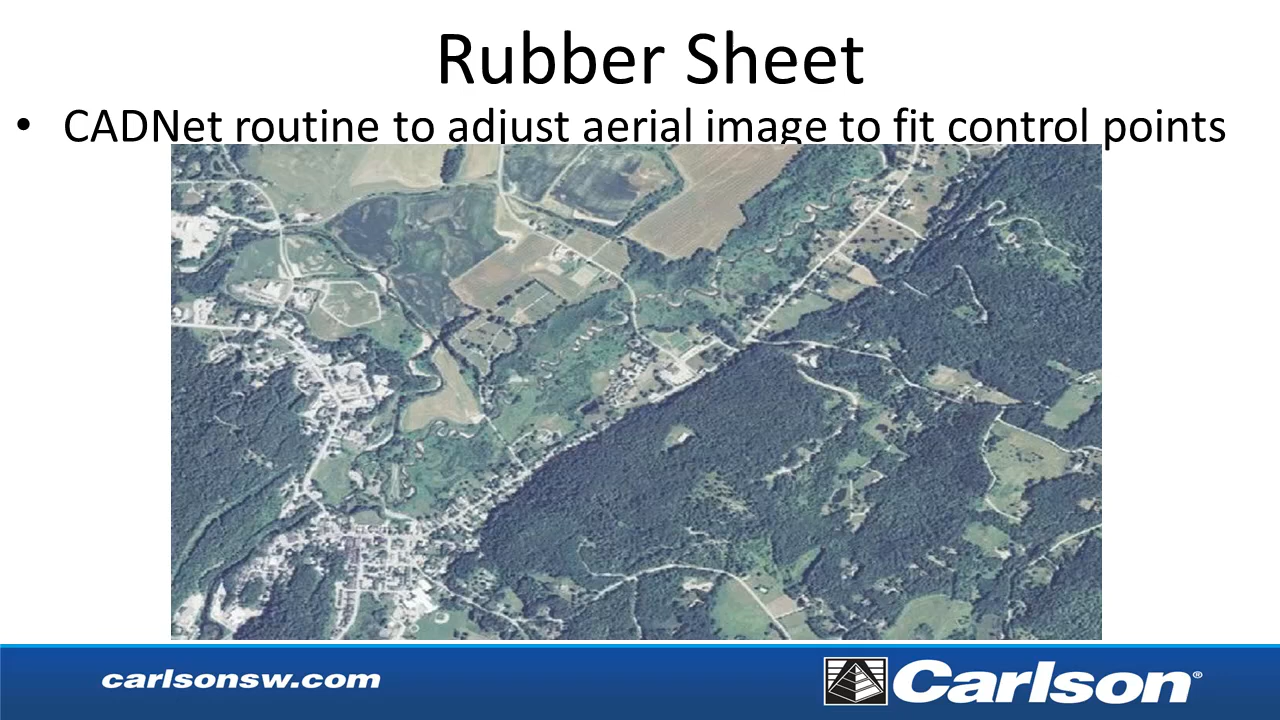 Rubber Sheet
• CADNet routine to adjust aerial image to fit control points
carlsonsw.com
Carlson®